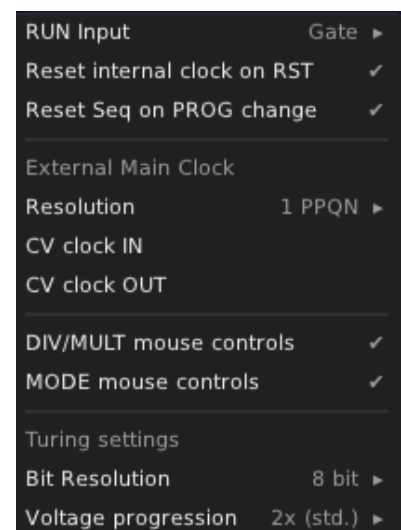 RUN Input Gate ▸
Reset internal clock on RST ✔
Reset Seq on PROG change ✔
External Main Clock
Resolution 1 PPQN ▸
CV clock IN
CV clock OUT
DIV/MULT mouse controls ✔
MODE mouse controls ✔
Turing settings
Bit Resolution 8 bit ▸
Voltage progression 2x (std.) ▸